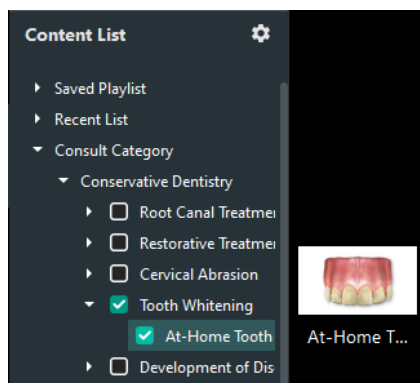 Content List
Saved Playlist
Recent List
Consult Category
Conservative Dentistry
Root Canal Treatme
Restorative Treatme
Cervical Abrasion
Tooth Whitening
At-Home Tooth
Development of Dis
At-Home T...